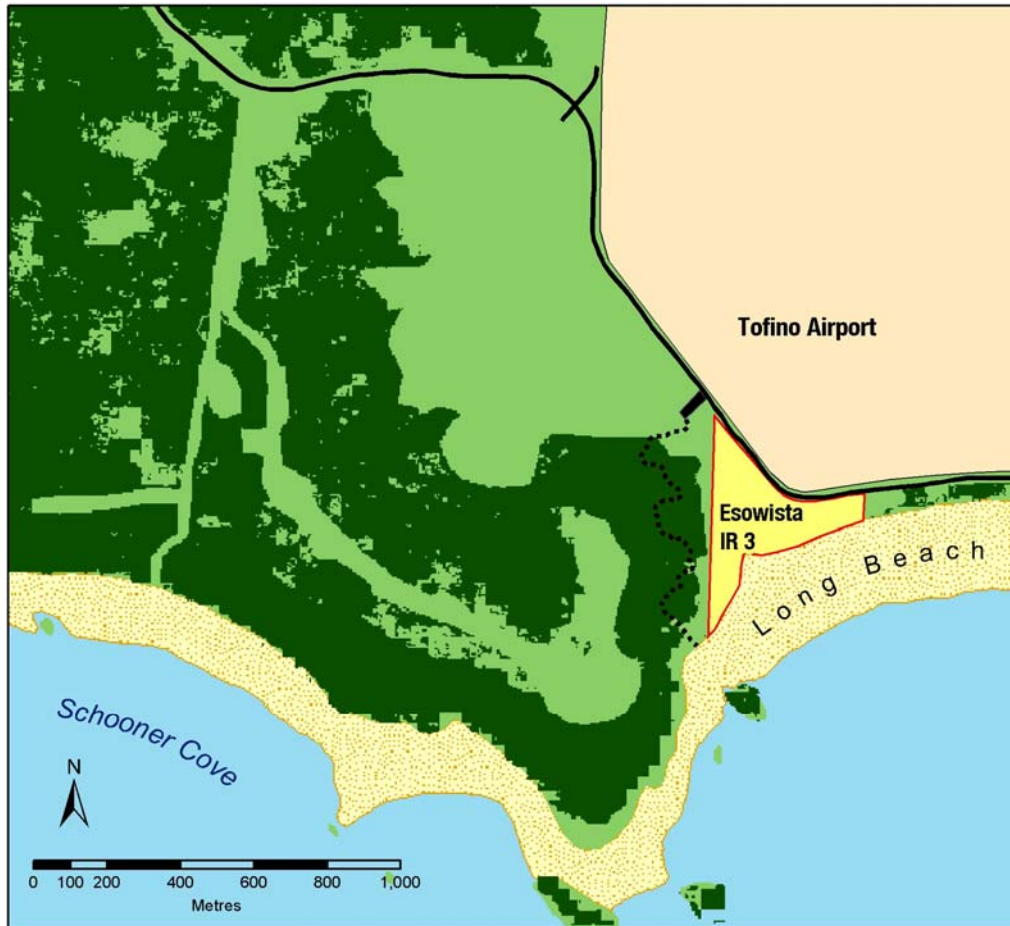 Tofino Airport
Esowista
IR 3
Long Beach
Schooner Cove
N
0 100 200 400 600 800 1,000
Metres